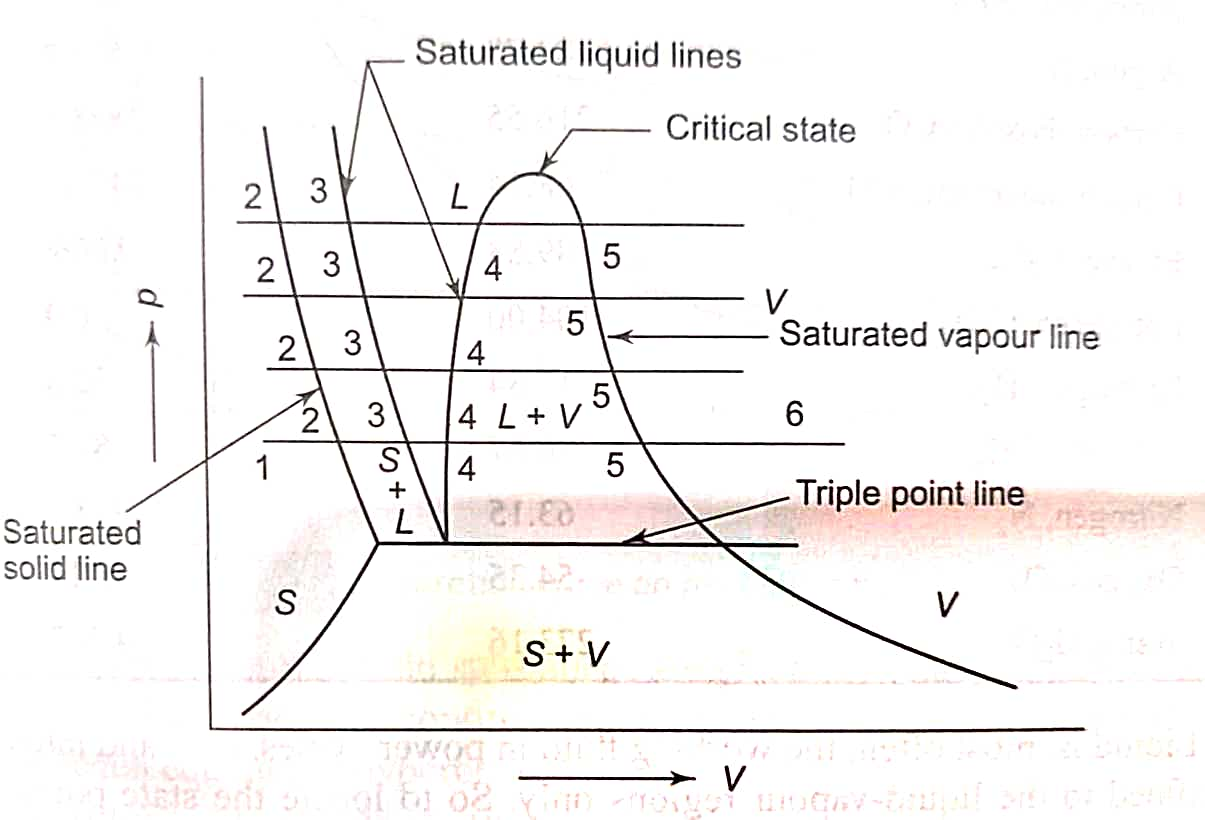 Saturated liquid lines
Critical state
2 3 L
2 3 4 5
V
p
5
Saturated vapour line
2 3 4
5
2 3 4 L + V 6
1 S 4 5
+
L
Triple point line
Saturated
solid line
S
V
S + V
V